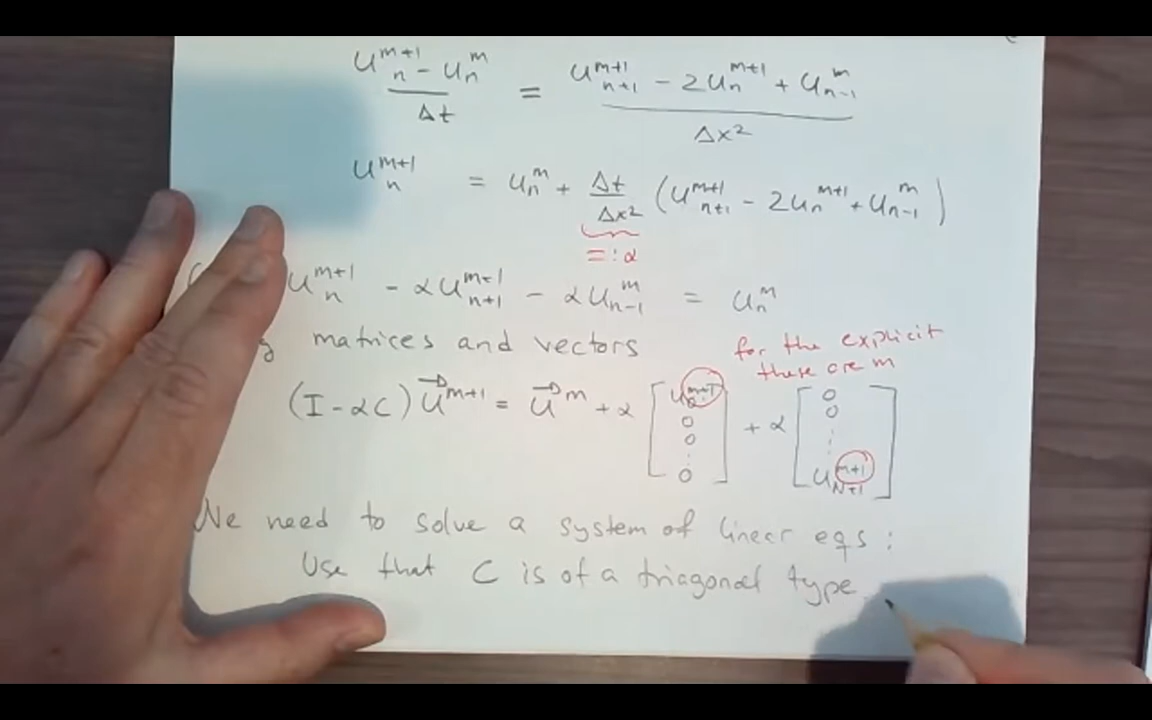 u_n^{m+1} - u_n^m / Δt = u_{n+1}^{m+1} - 2u_n^{m+1} + u_{n-1}^m / Δx²
u_n^{m+1} = u_n^m + Δt/Δx² (u_{n+1}^{m+1} - 2u_n^{m+1} + u_{n-1}^m)
=: α
u_n^{m+1} - αu_{n+1}^{m+1} - αu_{n-1}^m = u_n^m
matrices and vectors
for the explicit
these are m
(I - αC) u^{m+1} = u^m + α [ u_0^{m+1} 0 0 ⋮ 0 ] + α [ 0 0 ⋮ u_{N+1}^{m+1} ]
We need to solve a system of linear eqs:
Use that C is of a triagonal type